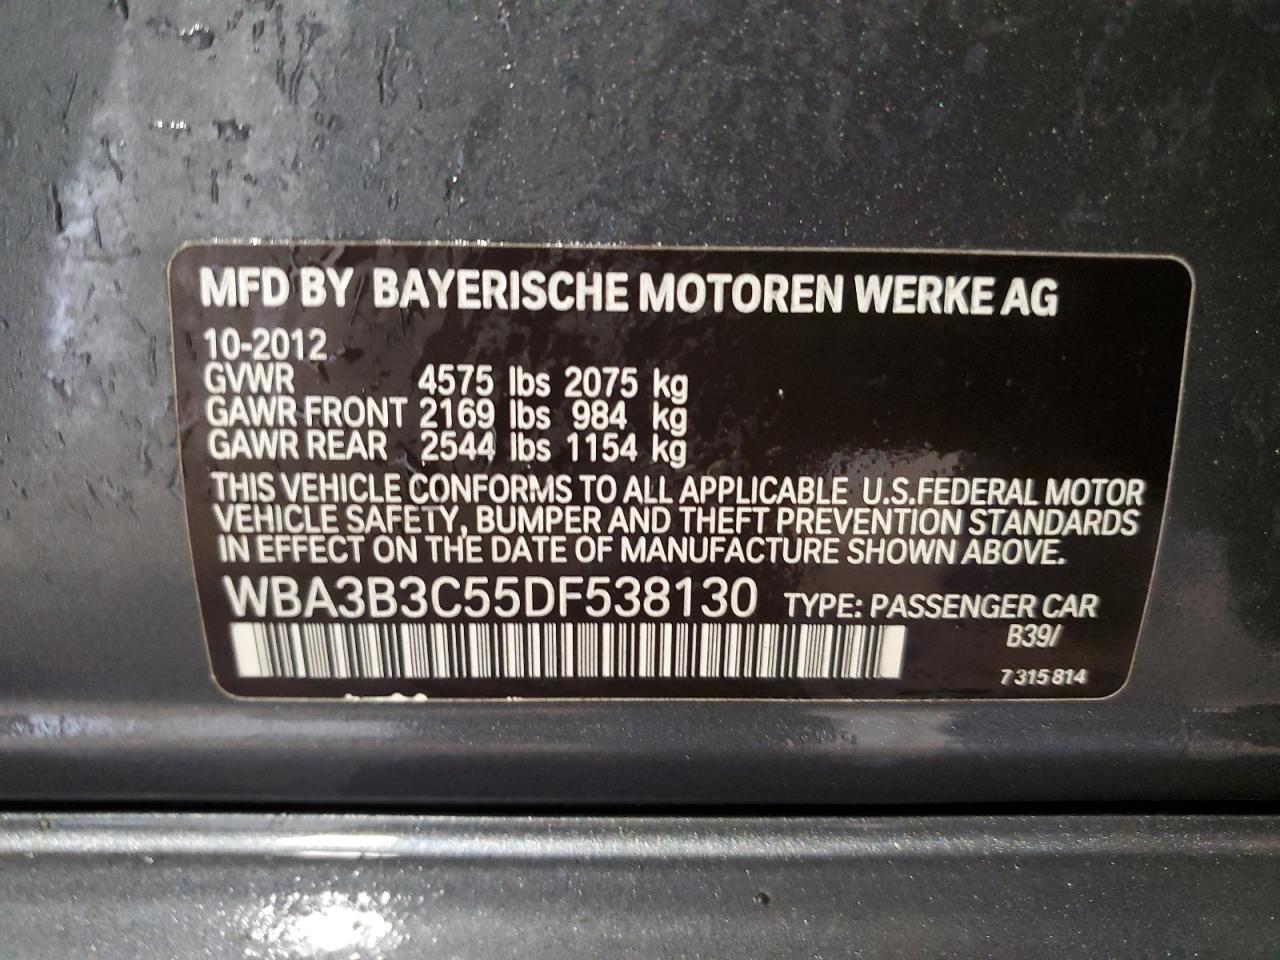 MFD BY BAYERISCHE MOTOREN WERKE AG
10-2012
GVWR 4575 lbs 2075 kg
GAWR FRONT 2169 lbs 984 kg
GAWR REAR 2544 lbs 1154 kg
THIS VEHICLE CONFORMS TO ALL APPLICABLE U.S.FEDERAL MOTOR
VEHICLE SAFETY, BUMPER AND THEFT PREVENTION STANDARDS
IN EFFECT ON THE DATE OF MANUFACTURE SHOWN ABOVE.
WBA3B3C55DF538130 TYPE: PASSENGER CAR
B39/
7 315 814